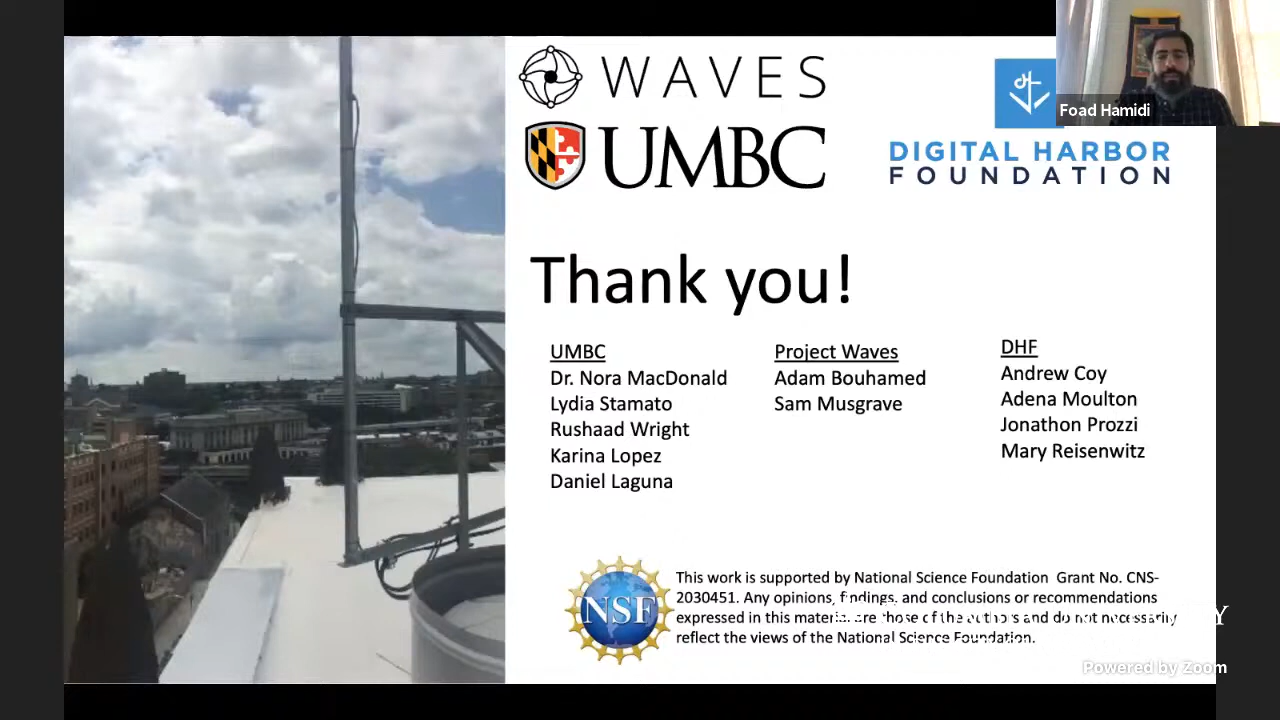 WAVES
UMBC
DIGITAL HARBOR
FOUNDATION
Foad Hamidi
Thank you!
UMBC
Dr. Nora MacDonald
Lydia Stamato
Rushaad Wright
Karina Lopez
Daniel Laguna
Project Waves
Adam Bouhamed
Sam Musgrave
DHF
Andrew Coy
Adena Moulton
Jonathon Prozzi
Mary Reisenwitz
NSF
This work is supported by National Science Foundation Grant No. CNS-
2030451. Any opinions, findings, and conclusions or recommendations
expressed in this material are those of the authors and do not necessarily
reflect the views of the National Science Foundation.
Powered by Zoom